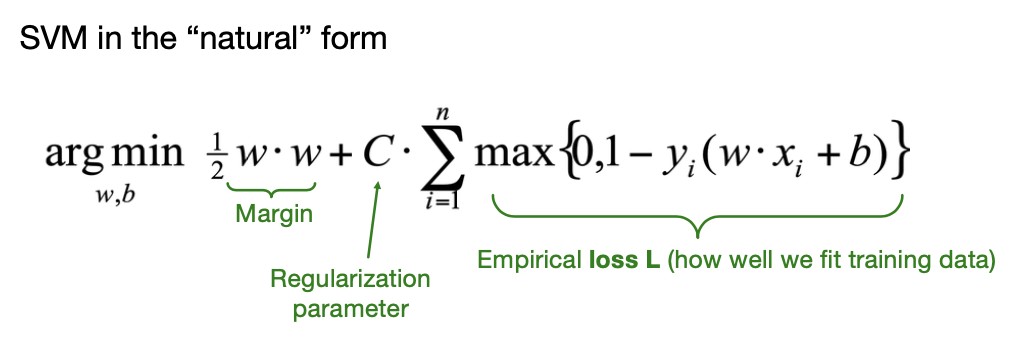 SVM in the “natural” form
arg min ½ w · w + C · ∑ max{0,1 − yᵢ(w · xᵢ + b)}
w,b
n
i=1
Margin
Empirical loss L (how well we fit training data)
Regularization
parameter